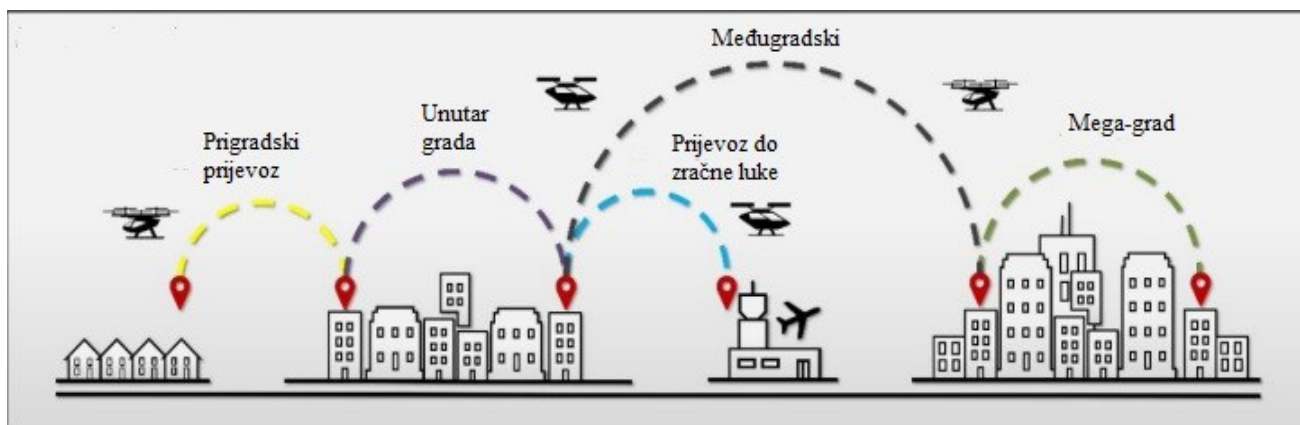 Prigradski
prijevoz
Unutar
grada
Međugradski
Prijevoz do
zračne luke
Mega-grad